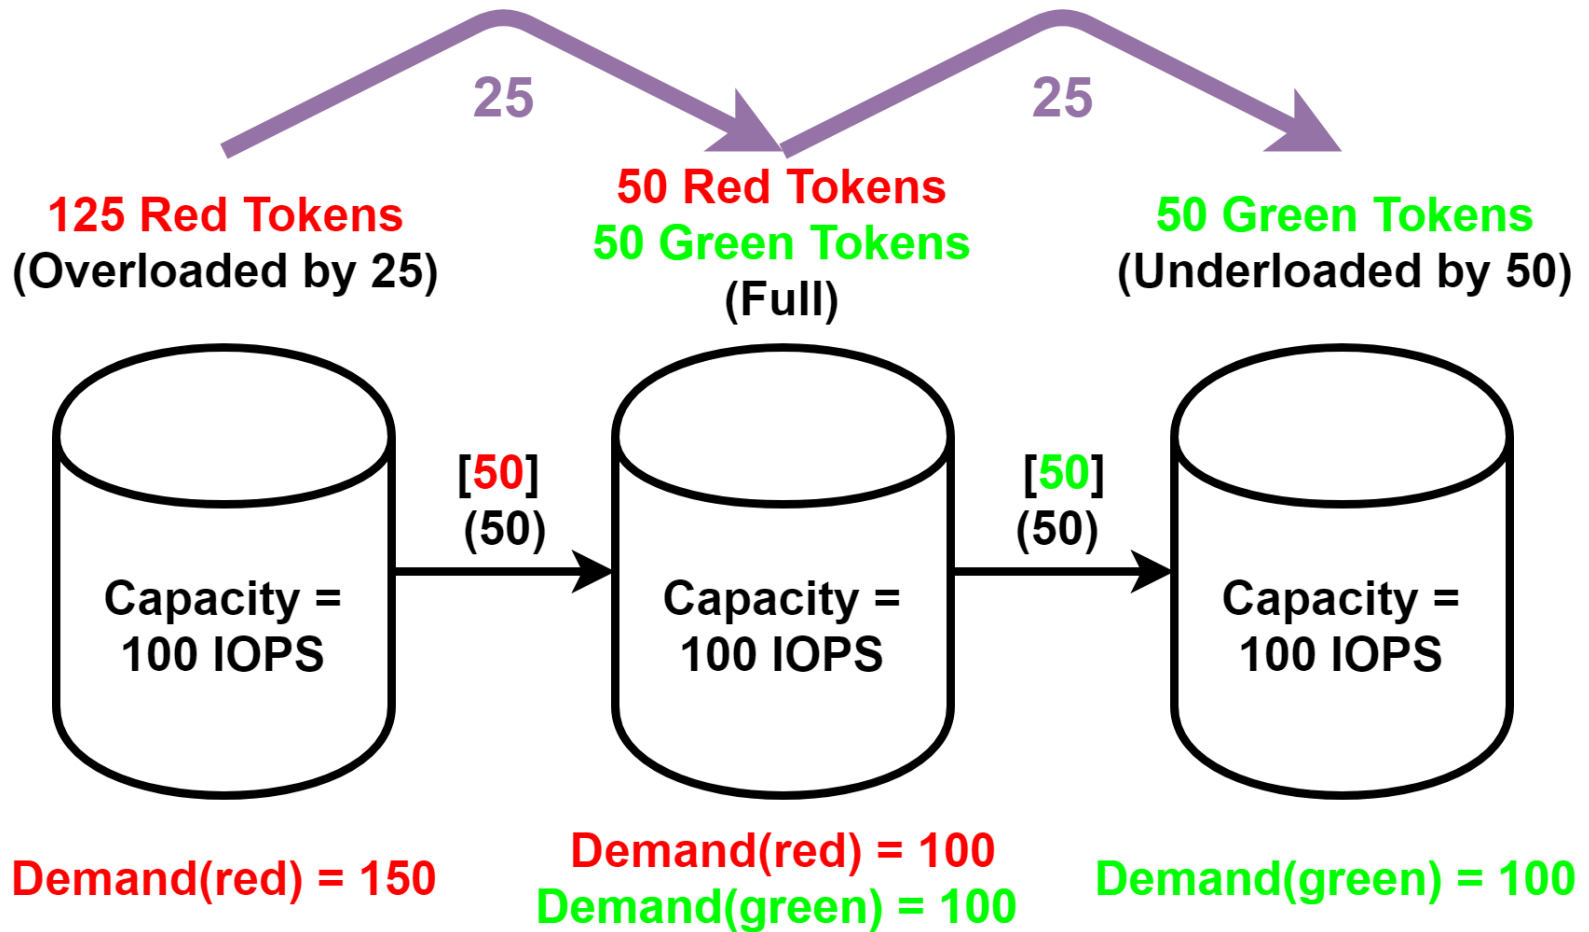 25
25
125 Red Tokens
(Overloaded by 25)
50 Red Tokens
50 Green Tokens
(Full)
50 Green Tokens
(Underloaded by 50)
[50]
(50)
[50]
(50)
Capacity =
100 IOPS
Capacity =
100 IOPS
Capacity =
100 IOPS
Demand(red) = 150
Demand(red) = 100
Demand(green) = 100
Demand(green) = 100